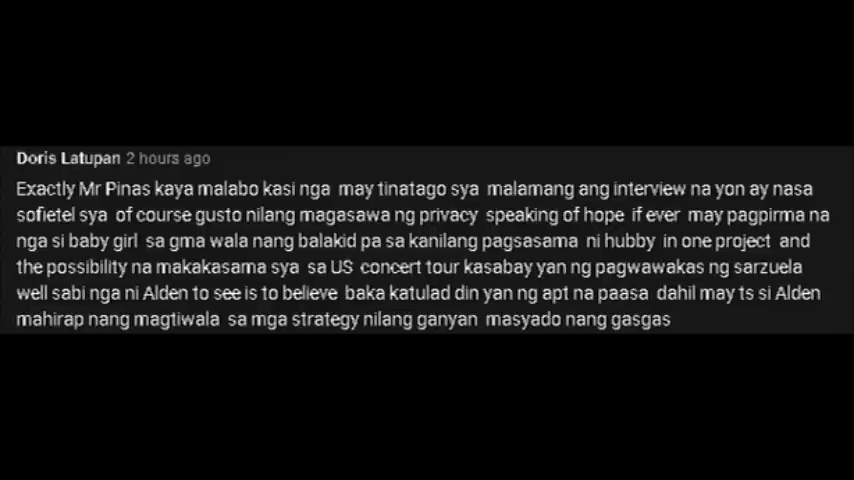 Doris Latupan 2 hours ago
Exactly Mr Pinas kaya malabo kasi nga may tinatago sya malamang ang interview na yon ay nasa
sofietel sya of course gusto nilang magasawa ng privacy speaking of hope if ever may pagpirma na
nga si baby girl sa gma wala nang balakid pa sa kanilang pagsasama ni hubby in one project and
the possibility na makakasama sya sa US concert tour kasabay yan ng pagwawakas ng sarzuela
well sabi nga ni Alden to see is to believe baka katulad din yan ng apt na paasa dahil may ts si Alden
mahirap nang magtiwala sa mga strategy nilang ganyan masyado nang gasgas